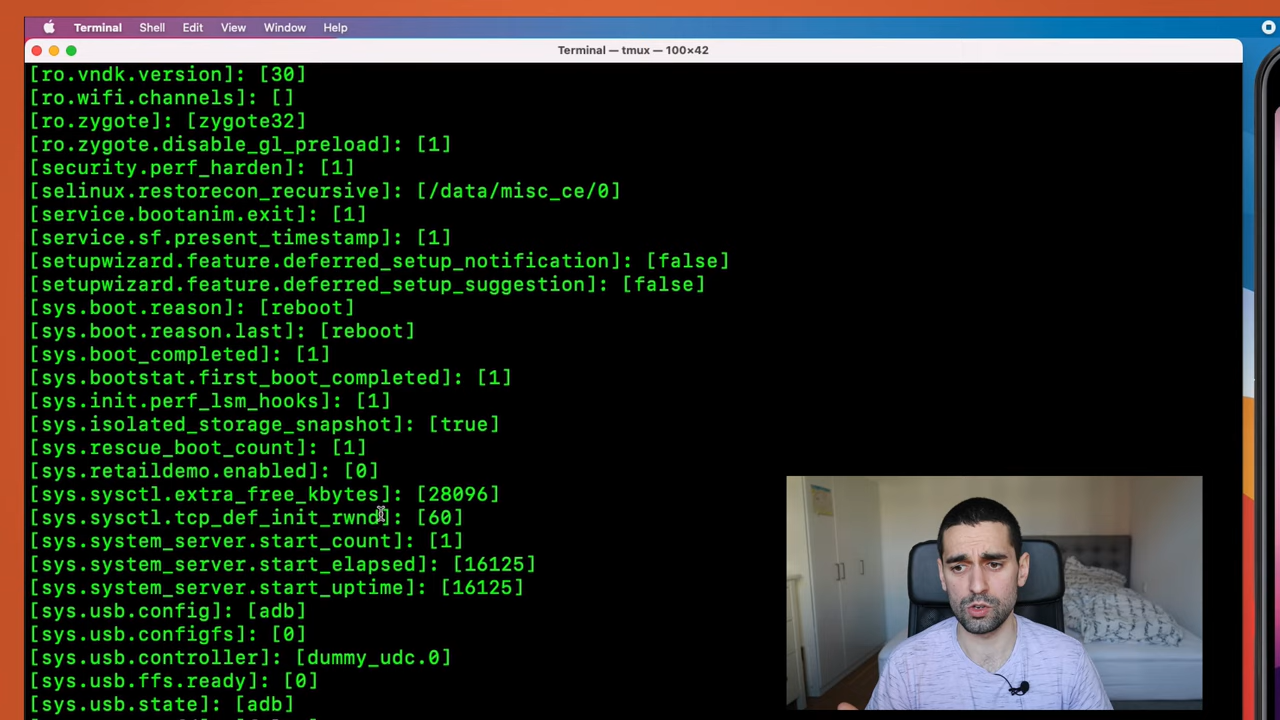 Terminal Shell Edit View Window Help
Terminal — tmux — 100×42
[ro.vndk.version]: [30]
[ro.wifi.channels]: []
[ro.zygote]: [zygote32]
[ro.zygote.disable_gl_preload]: [1]
[security.perf_harden]: [1]
[selinux.restorecon_recursive]: [/data/misc_ce/0]
[service.bootanim.exit]: [1]
[service.sf.present_timestamp]: [1]
[setupwizard.feature.deferred_setup_notification]: [false]
[setupwizard.feature.deferred_setup_suggestion]: [false]
[sys.boot.reason]: [reboot]
[sys.boot.reason.last]: [reboot]
[sys.boot_completed]: [1]
[sys.bootstat.first_boot_completed]: [1]
[sys.init.perf_lsm_hooks]: [1]
[sys.isolated_storage_snapshot]: [true]
[sys.rescue_boot_count]: [1]
[sys.retaildemo.enabled]: [0]
[sys.sysctl.extra_free_kbytes]: [28096]
[sys.sysctl.tcp_def_init_rwnd]: [60]
[sys.system_server.start_count]: [1]
[sys.system_server.start_elapsed]: [16125]
[sys.system_server.start_uptime]: [16125]
[sys.usb.config]: [adb]
[sys.usb.configfs]: [0]
[sys.usb.controller]: [dummy_udc.0]
[sys.usb.ffs.ready]: [0]
[sys.usb.state]: [adb]